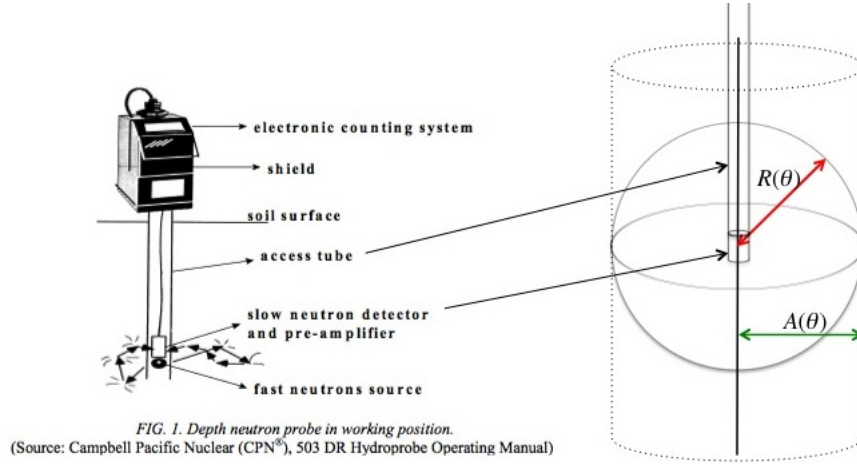 electronic counting system
shield
soil surface
access tube
slow neutron detector
and pre-amplifier
fast neutrons source
R(θ)
A(θ)
FIG. 1. Depth neutron probe in working position.
(Source: Campbell Pacific Nuclear (CPN®), 503 DR Hydroprobe Operating Manual)